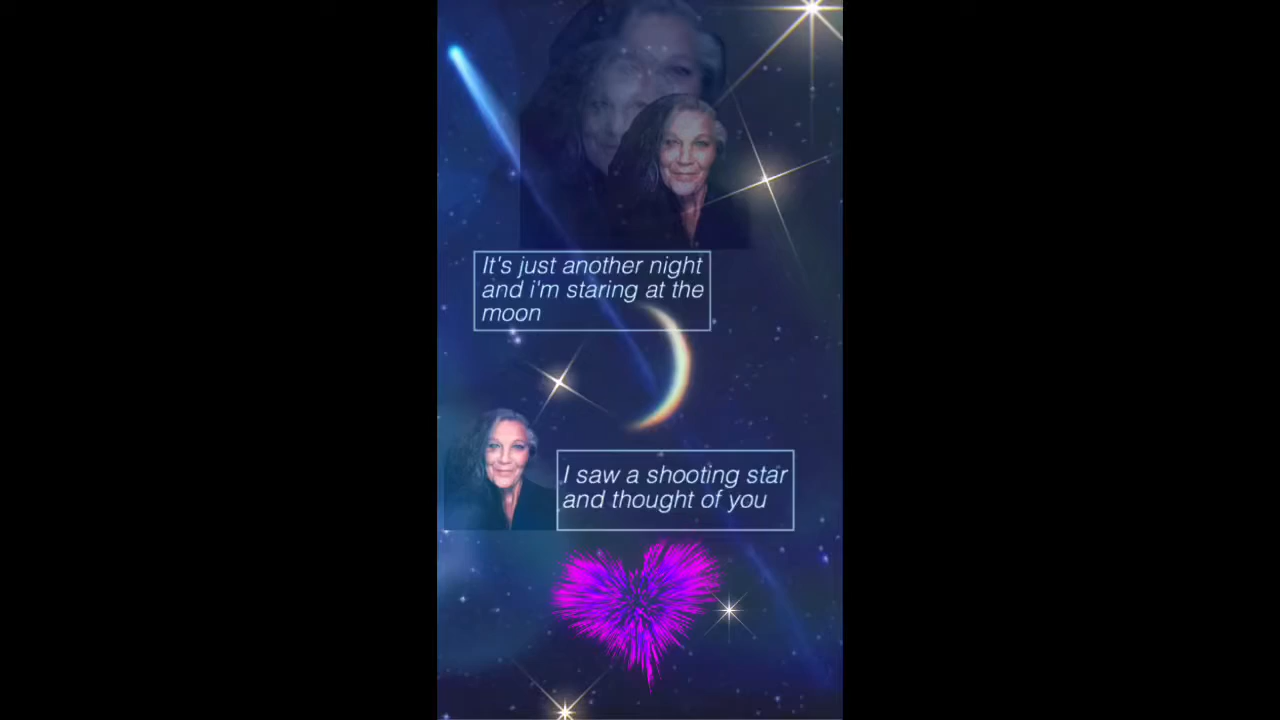 It's just another night
and i'm staring at the
moon
I saw a shooting star
and thought of you